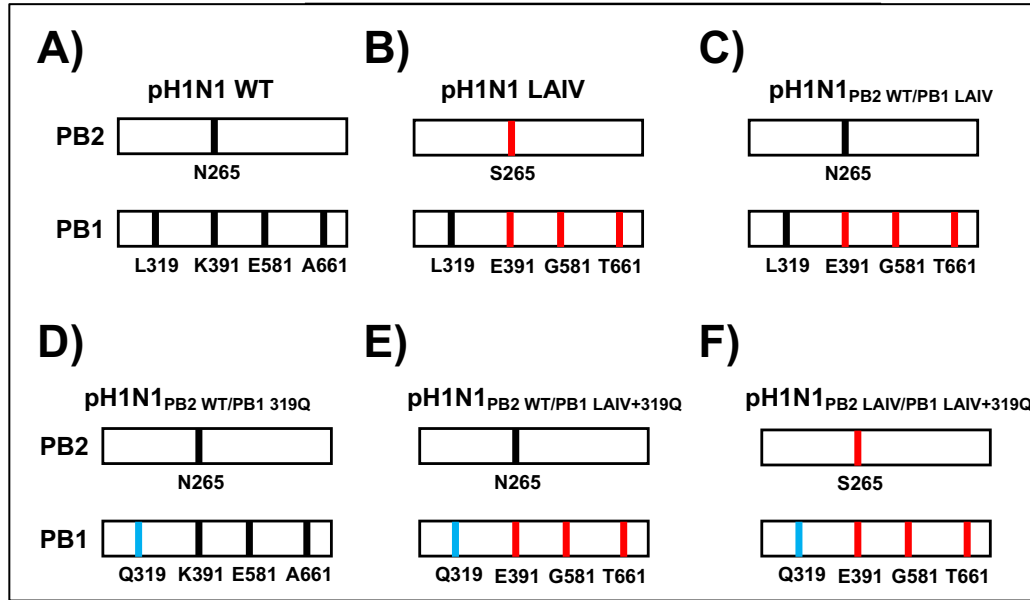 A)
pH1N1 WT
PB2
N265
PB1
L319 K391 E581 A661
B)
pH1N1 LAIV
S265
L319 E391 G581 T661
C)
pH1N1PB2 WT/PB1 LAIV
N265
L319 E391 G581 T661
D)
pH1N1PB2 WT/PB1 319Q
PB2
N265
PB1
Q319 K391 E581 A661
E)
pH1N1PB2 WT/PB1 LAIV+319Q
N265
Q319 E391 G581 T661
F)
pH1N1PB2 LAIV/PB1 LAIV+319Q
S265
Q319 E391 G581 T661